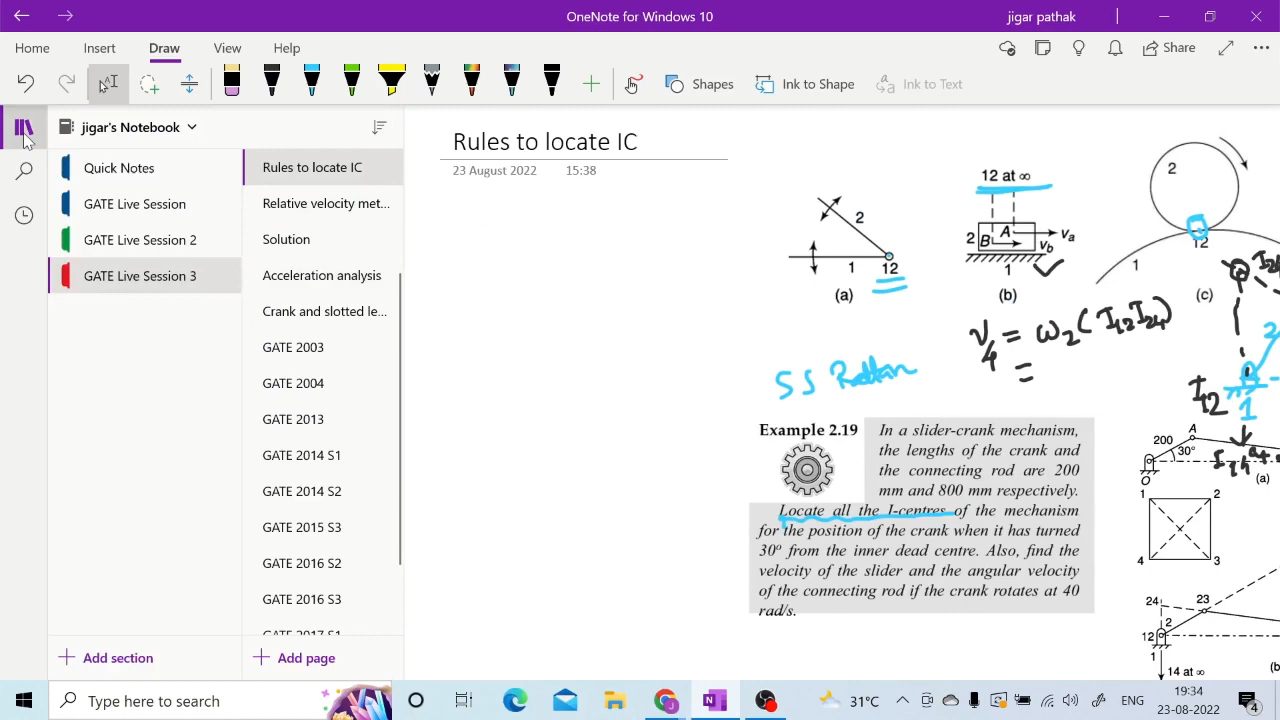 OneNote for Windows 10
jigar pathak
Home Insert Draw View Help
Share
Shapes Ink to Shape Ink to Text
jigar's Notebook
Quick Notes
GATE Live Session
GATE Live Session 2
GATE Live Session 3
Add section
Rules to locate IC
Relative velocity met...
Solution
Acceleration analysis
Crank and slotted le...
GATE 2003
GATE 2004
GATE 2013
GATE 2014 S1
GATE 2014 S2
GATE 2015 S3
GATE 2016 S2
GATE 2016 S3
GATE 2017 S1
Add page
Rules to locate IC
23 August 2022 15:38
2
1 12
(a)
12 at ∞
2 B A va
vb
1
(b)
2
12
1
(c)
V4 = ω2 (I12 I24)
=
SS Rattan
I12
1
2
Example 2.19 In a slider-crank mechanism,
the lengths of the crank and
the connecting rod are 200
mm and 800 mm respectively.
Locate all the I-centres of the mechanism
for the position of the crank when it has turned
30° from the inner dead centre. Also, find the
velocity of the slider and the angular velocity
of the connecting rod if the crank rotates at 40
rad/s.
A
200
30°
O
(a)
1 2
4 3
24 23
2
12
1
14 at ∞
(b
Type here to search
31°C
ENG
19:34
23-08-2022
4